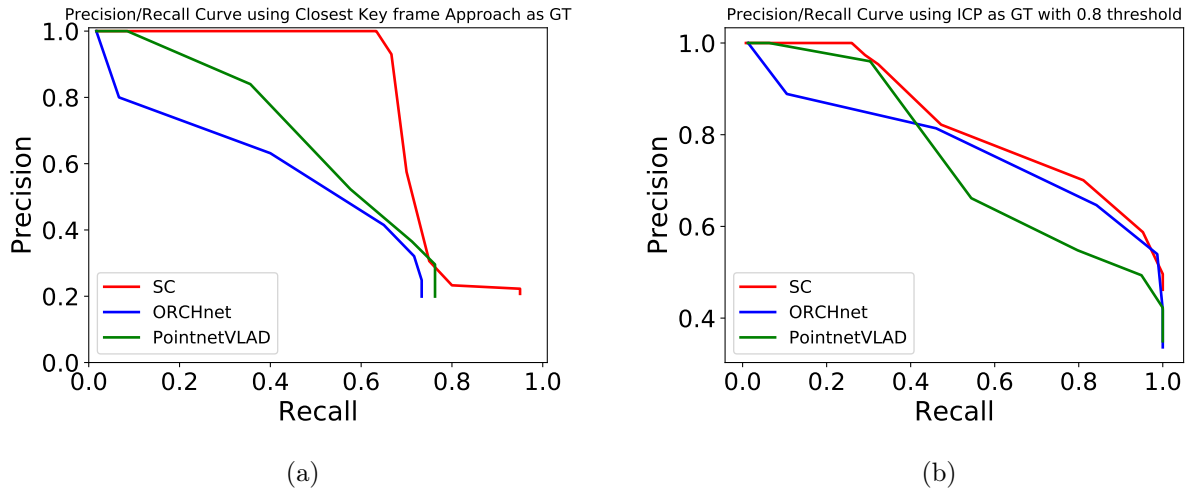 Precision/Recall Curve using Closest Key frame Approach as GT
1.0
0.8
0.6
0.4
0.2
0.0
Precision
SC
ORCHnet
PointnetVLAD
0.0 0.2 0.4 0.6 0.8 1.0
Recall
(a)
Precision/Recall Curve using ICP as GT with 0.8 threshold
1.0
0.8
0.6
0.4
Precision
SC
ORCHnet
PointnetVLAD
0.0 0.2 0.4 0.6 0.8 1.0
Recall
(b)